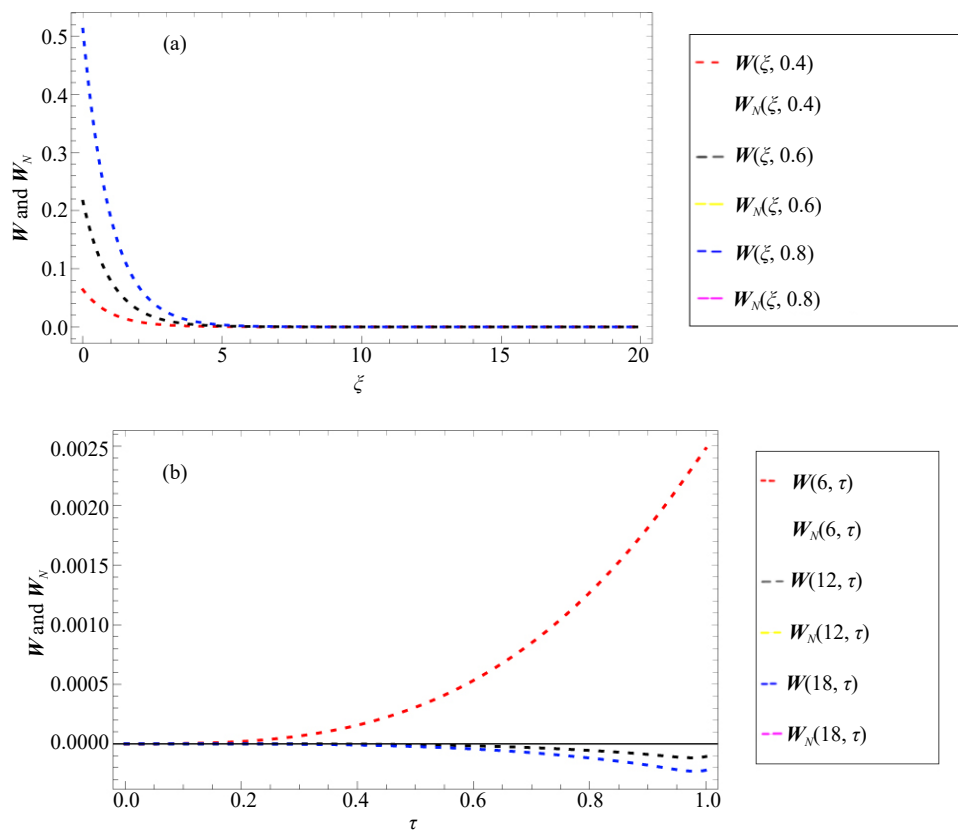 (a)
W and W_N
0.5
0.4
0.3
0.2
0.1
0.0
0
5
10
15
20
ξ
W(ξ, 0.4)
W_N(ξ, 0.4)
W(ξ, 0.6)
W_N(ξ, 0.6)
W(ξ, 0.8)
W_N(ξ, 0.8)
(b)
W and W_N
0.0025
0.0020
0.0015
0.0010
0.0005
0.0000
0.0
0.2
0.4
0.6
0.8
1.0
τ
W(6, τ)
W_N(6, τ)
W(12, τ)
W_N(12, τ)
W(18, τ)
W_N(18, τ)